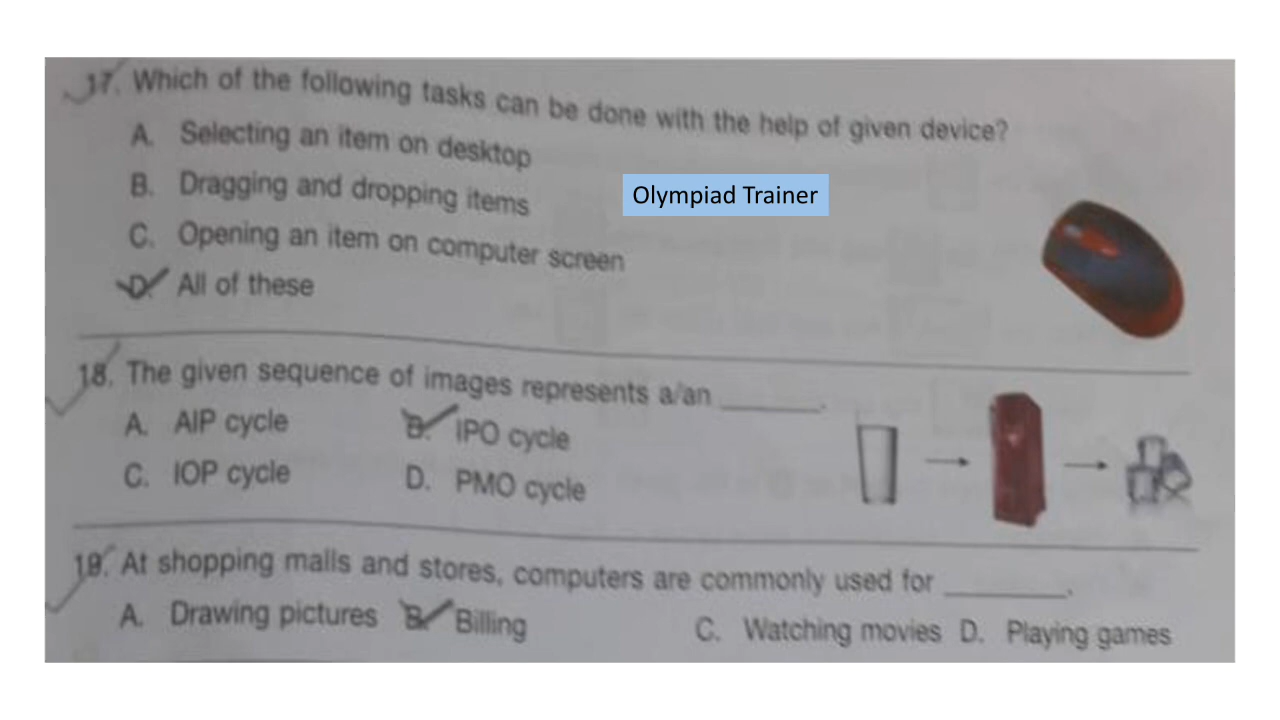 17. Which of the following tasks can be done with the help of given device?
A. Selecting an item on desktop
B. Dragging and dropping items
Olympiad Trainer
C. Opening an item on computer screen
D. All of these
18. The given sequence of images represents a/an ______.
A. AIP cycle B. IPO cycle
C. IOP cycle D. PMO cycle
19. At shopping malls and stores, computers are commonly used for ______.
A. Drawing pictures B. Billing C. Watching movies D. Playing games